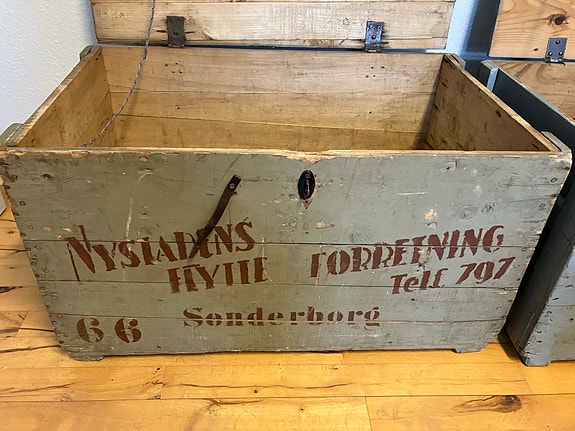 NYSTADENS FORRETNING
FLYTTE Telf. 797
66 Sonderborg